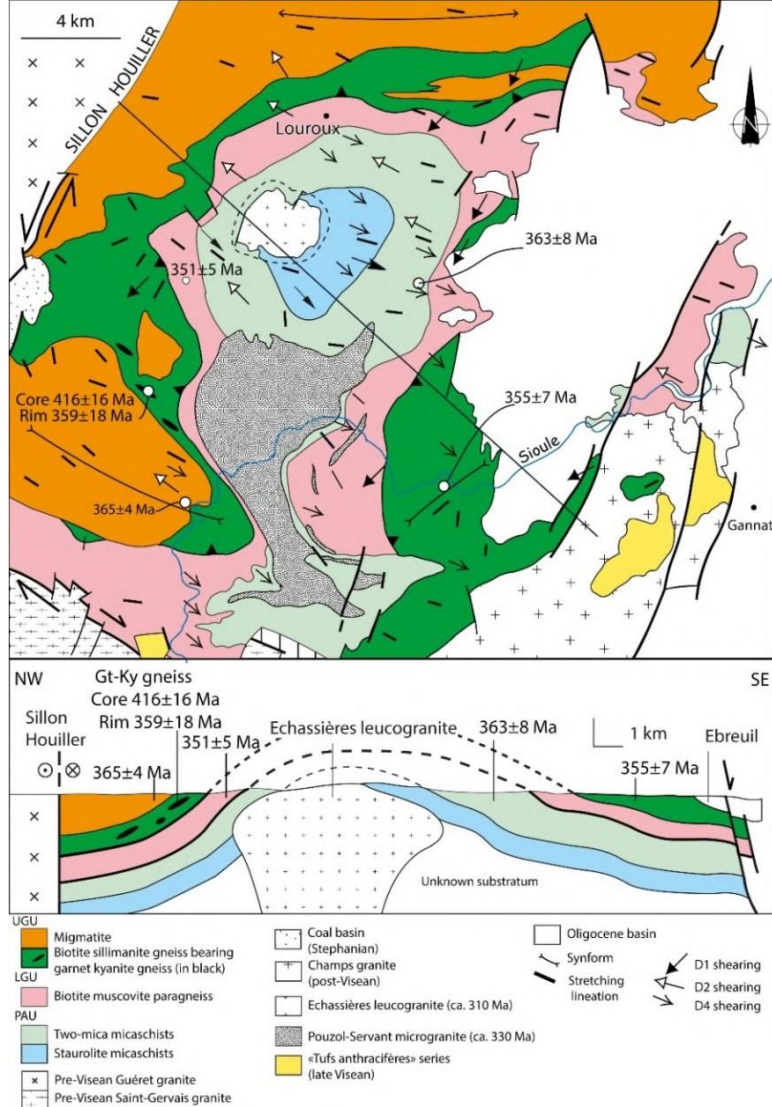 4 km
SILLON HOUILLER
Louroux
N
363±8 Ma
351±5 Ma
Core 416±16 Ma
Rim 359±18 Ma
355±7 Ma
Sioule
365±4 Ma
Gannat
NW
Gt-Ky gneiss
SE
Core 416±16 Ma
Sillon
Houiller
Rim 359±18 Ma
351±5 Ma
365±4 Ma
Echassières leucogranite
363±8 Ma
1 km
Ebreuil
355±7 Ma
Unknown substratum
UGU
Migmatite
Biotite sillimanite gneiss bearing
garnet kyanite gneiss (in black)
LGU
Biotite muscovite paragneiss
PAU
Two-mica micaschists
Staurolite micaschists
Pre-Visean Guéret granite
Pre-Visean Saint-Gervais granite
Coal basin
(Stephanian)
Champs granite
(post-Visean)
Echassières leucogranite (ca. 310 Ma)
Pouzol-Servant microgranite (ca. 330 Ma)
«Tufs anthracifères» series
(late Visean)
Oligocene basin
Synform
Stretching
lineation
D1 shearing
D2 shearing
D4 shearing